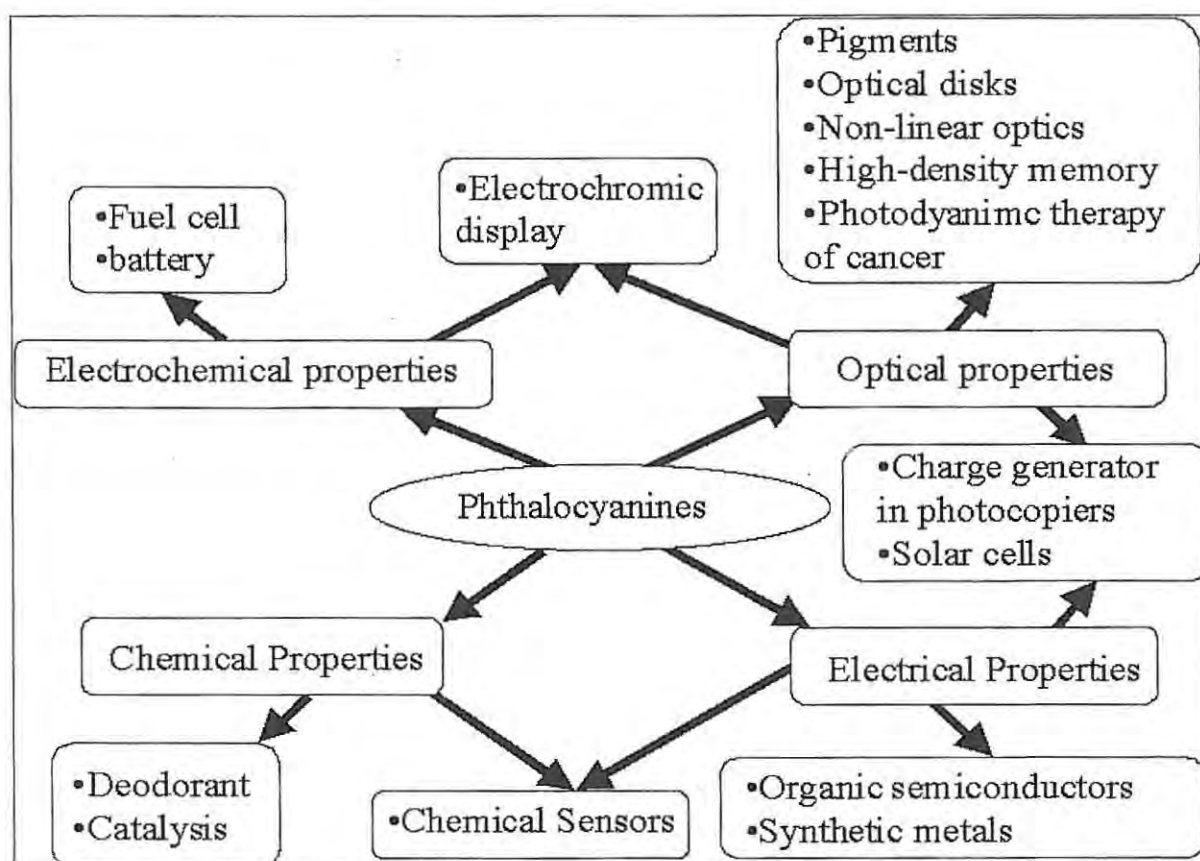 •Pigments
•Optical disks
•Non-linear optics
•High-density memory
•Photodyanimc therapy
of cancer
•Electrochromic
display
•Fuel cell
•battery
Electrochemical properties
Optical properties
•Charge generator
in photocopiers
•Solar cells
Phthalocyanines
Chemical Properties
Electrical Properties
•Deodorant
•Catalysis
•Chemical Sensors
•Organic semiconductors
•Synthetic metals